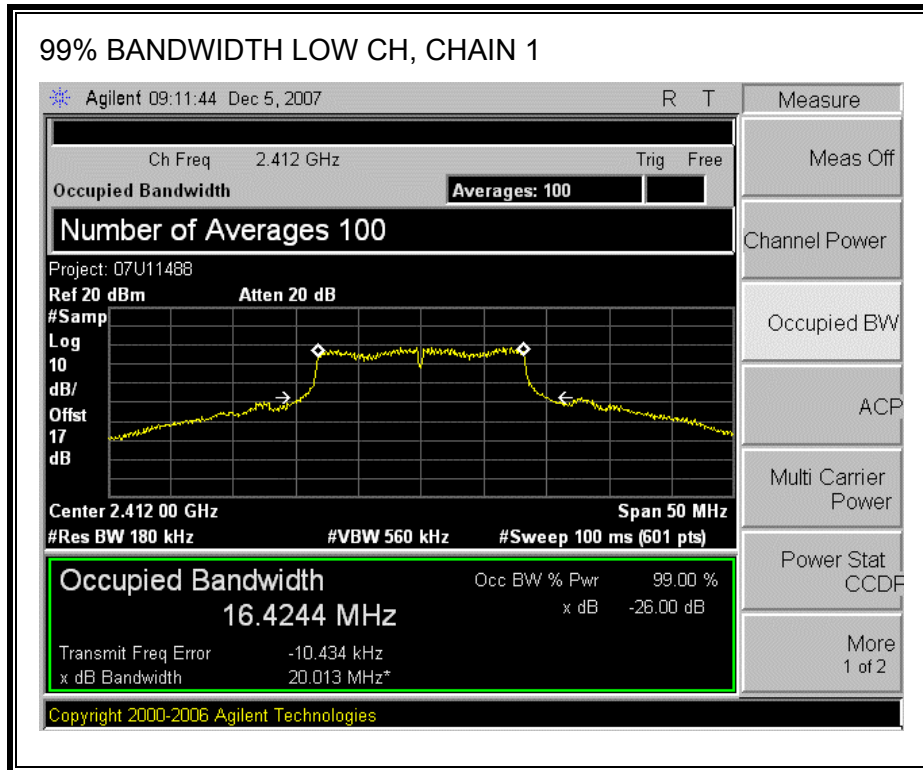 99% BANDWIDTH LOW CH, CHAIN 1
Agilent 09:11:44 Dec 5, 2007 R T
Measure
Ch Freq 2.412 GHz Trig Free
Occupied Bandwidth Averages: 100
Number of Averages 100
Project: 07U11488
Ref 20 dBm Atten 20 dB
#Samp
Log
10
dB/
Offst
17
dB
Center 2.412 00 GHz Span 50 MHz
#Res BW 180 kHz #VBW 560 kHz #Sweep 100 ms (601 pts)
Occupied Bandwidth Occ BW % Pwr 99.00 %
16.4244 MHz x dB -26.00 dB
Transmit Freq Error -10.434 kHz
x dB Bandwidth 20.013 MHz*
Copyright 2000-2006 Agilent Technologies
Meas Off
Channel Power
Occupied BW
ACP
Multi Carrier
Power
Power Stat
CCDF
More
1 of 2